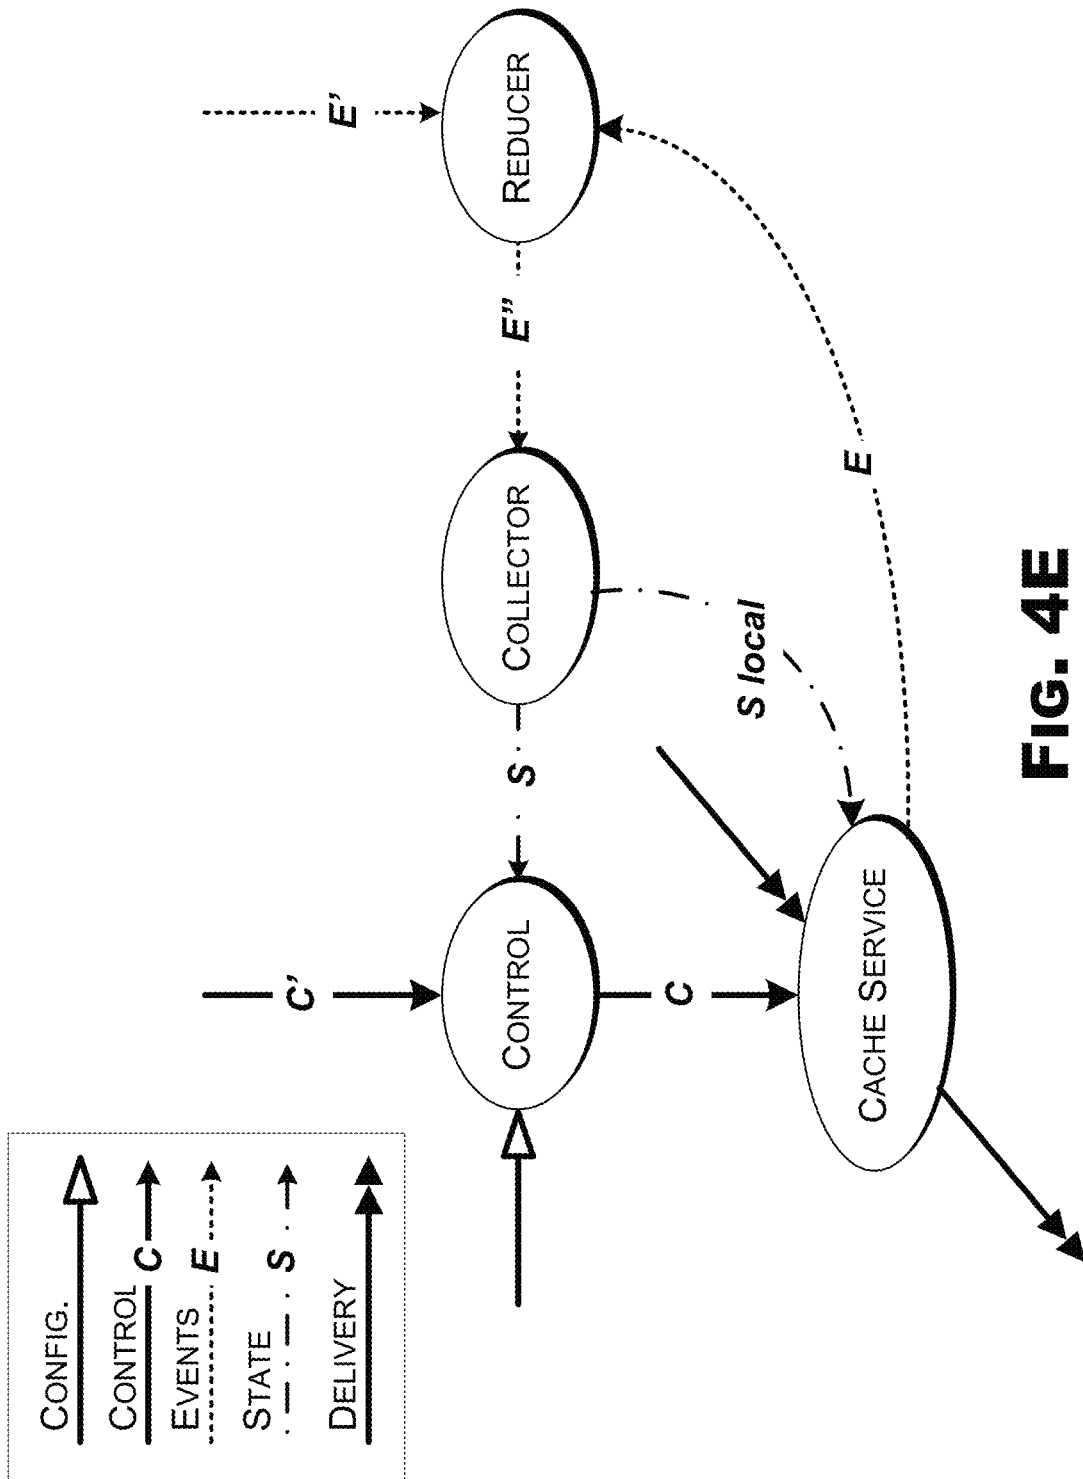 CONFIG.
CONTROL
C
EVENTS
E
STATE
S
DELIVERY
C'
E'
CONTROL
S
COLLECTOR
E"
REDUCER
C
S local
E
CACHE SERVICE
FIG. 4E